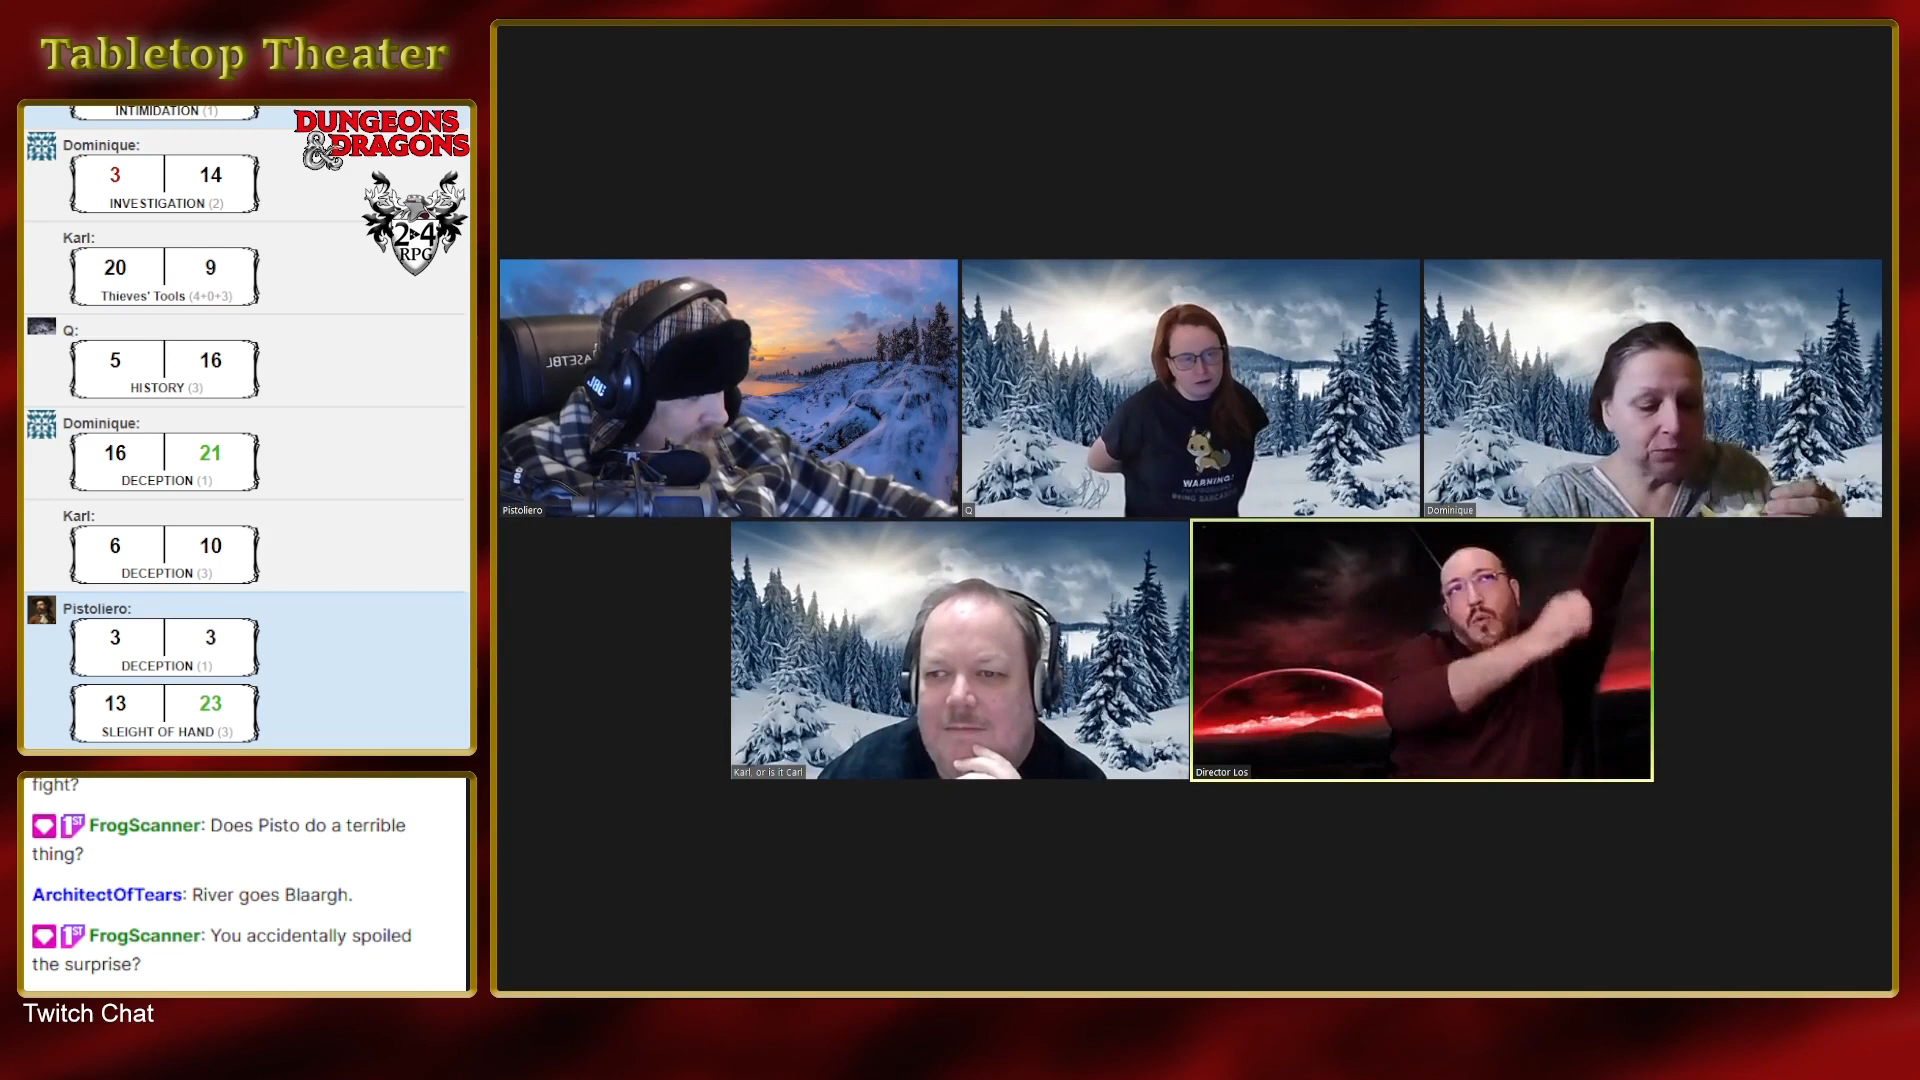 Tabletop Theater
INTIMIDATION (1)
DUNGEONS
& DRAGONS
2▸4
RPG
Dominique:
3 14
INVESTIGATION (2)
Karl:
20 9
Thieves' Tools (4+0+3)
Q:
5 16
HISTORY (3)
Dominique:
16 21
DECEPTION (1)
Karl:
6 10
DECEPTION (3)
Pistoliero:
3 3
DECEPTION (1)
13 23
SLEIGHT OF HAND (3)
fight?
1ST FrogScanner: Does Pisto do a terrible
thing?
ArchitectOfTears: River goes Blaargh.
1ST FrogScanner: You accidentally spoiled
the surprise?
Twitch Chat
JBL
Pistoliero
WARNING!
Q
Dominique
Karl, or is it Carl
Director Los